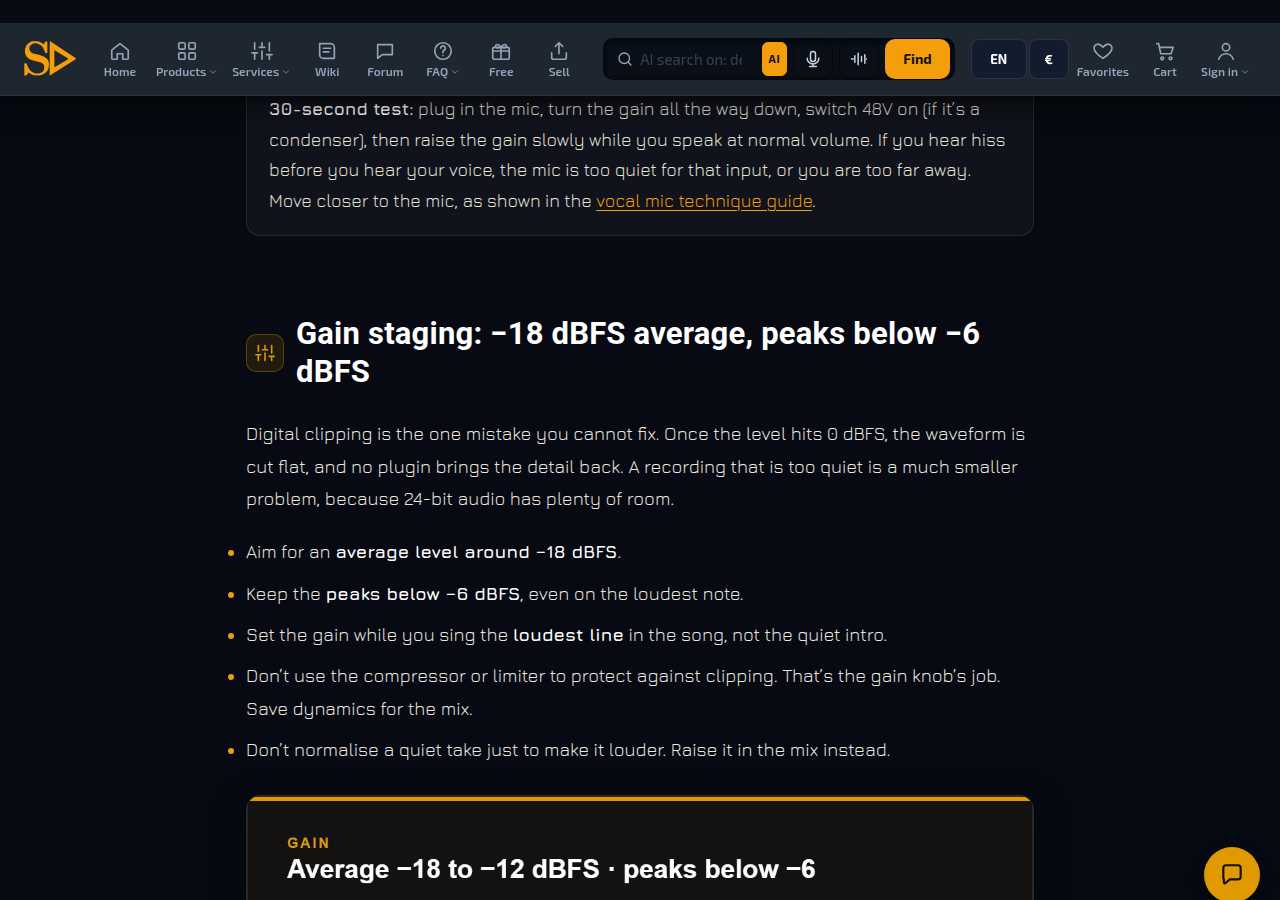 SD
Home
Products
Services
Wiki
Forum
FAQ
Free
Sell
AI search on: de
AI
Find
EN
€
Favorites
Cart
Sign in
30-second test: plug in the mic, turn the gain all the way down, switch 48V on (if it's a
condenser), then raise the gain slowly while you speak at normal volume. If you hear hiss
before you hear your voice, the mic is too quiet for that input, or you are too far away.
Move closer to the mic, as shown in the vocal mic technique guide.
Gain staging: −18 dBFS average, peaks below −6
dBFS
Digital clipping is the one mistake you cannot fix. Once the level hits 0 dBFS, the waveform is
cut flat, and no plugin brings the detail back. A recording that is too quiet is a much smaller
problem, because 24-bit audio has plenty of room.
Aim for an average level around −18 dBFS.
Keep the peaks below −6 dBFS, even on the loudest note.
Set the gain while you sing the loudest line in the song, not the quiet intro.
Don't use the compressor or limiter to protect against clipping. That's the gain knob's job.
Save dynamics for the mix.
Don't normalise a quiet take just to make it louder. Raise it in the mix instead.
GAIN
Average −18 to −12 dBFS · peaks below −6